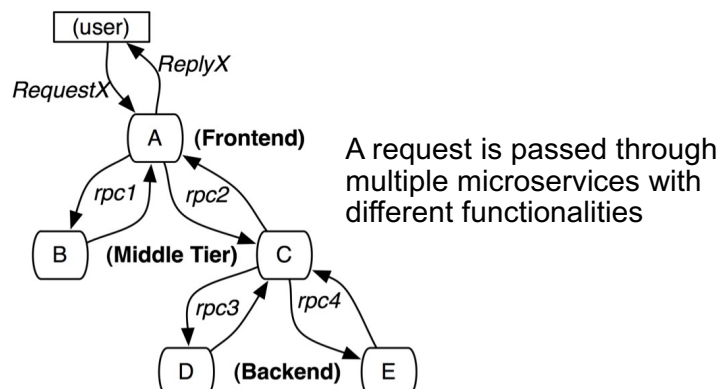 (user)
ReplyX
RequestX
A (Frontend)
A request is passed through
multiple microservices with
different functionalities
rpc1 rpc2
B (Middle Tier) C
rpc3 rpc4
D (Backend) E